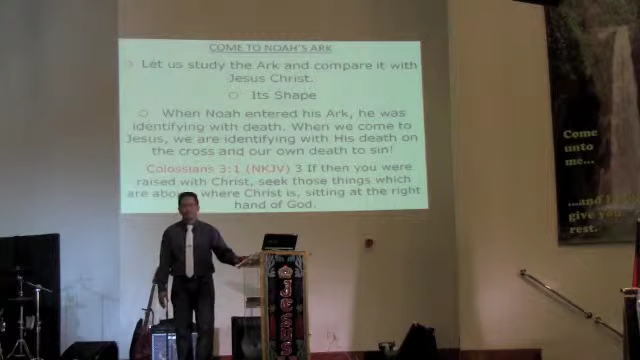 COME TO NOAH'S ARK
Let us study the Ark and compare it with
Jesus Christ.
Its Shape
When Noah entered his Ark, he was
identifying with death. When we come to
Jesus, we are identifying with His death on
the cross and our own death to sin!
Colossians 3:1 (NKJV) 3 If then you were
raised with Christ, seek those things which
are above, where Christ is, sitting at the right
hand of God.
Come
unto
me...
...and I
give you
rest.
JESUS